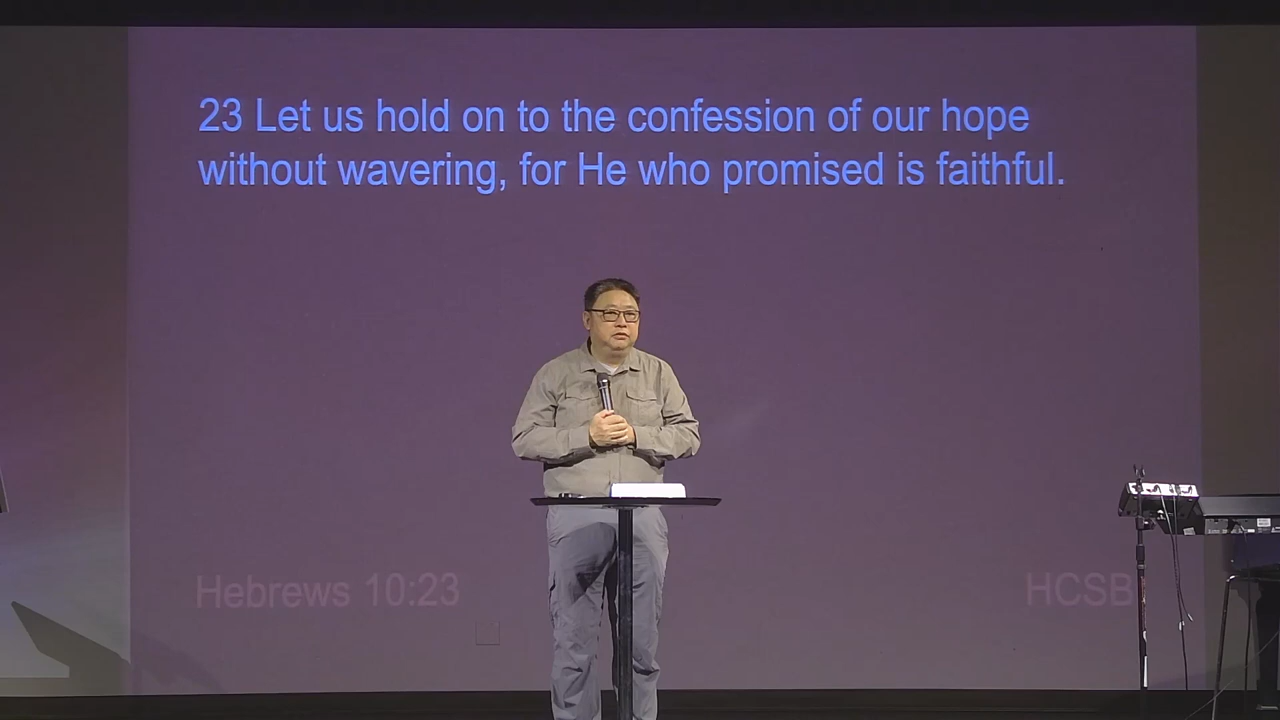 23 Let us hold on to the confession of our hope
without wavering, for He who promised is faithful.
Hebrews 10:23
HCSB